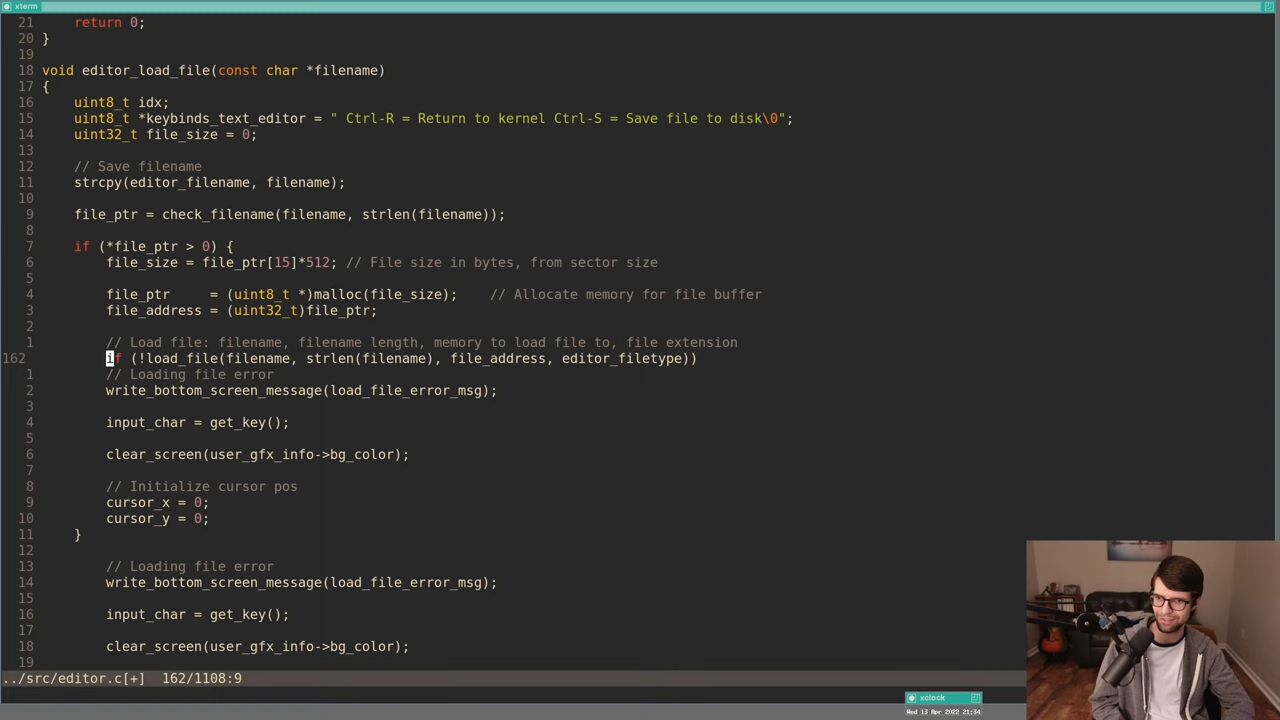 xterm
21 return 0;
20 }
19
18 void editor_load_file(const char *filename)
17 {
16 uint8_t idx;
15 uint8_t *keybinds_text_editor = " Ctrl-R = Return to kernel Ctrl-S = Save file to disk\0";
14 uint32_t file_size = 0;
13
12 // Save filename
11 strcpy(editor_filename, filename);
10
9 file_ptr = check_filename(filename, strlen(filename));
8
7 if (*file_ptr > 0) {
6 file_size = file_ptr[15]*512; // File size in bytes, from sector size
5
4 file_ptr = (uint8_t *)malloc(file_size); // Allocate memory for file buffer
3 file_address = (uint32_t)file_ptr;
2
1 // Load file: filename, filename length, memory to load file to, file extension
162 if (!load_file(filename, strlen(filename), file_address, editor_filetype))
1 // Loading file error
2 write_bottom_screen_message(load_file_error_msg);
3
4 input_char = get_key();
5
6 clear_screen(user_gfx_info->bg_color);
7
8 // Initialize cursor pos
9 cursor_x = 0;
10 cursor_y = 0;
11 }
12
13 // Loading file error
14 write_bottom_screen_message(load_file_error_msg);
15
16 input_char = get_key();
17
18 clear_screen(user_gfx_info->bg_color);
19
../src/editor.c[+] 162/1108:9
xclock
Wed 13 Apr 2022 21:34